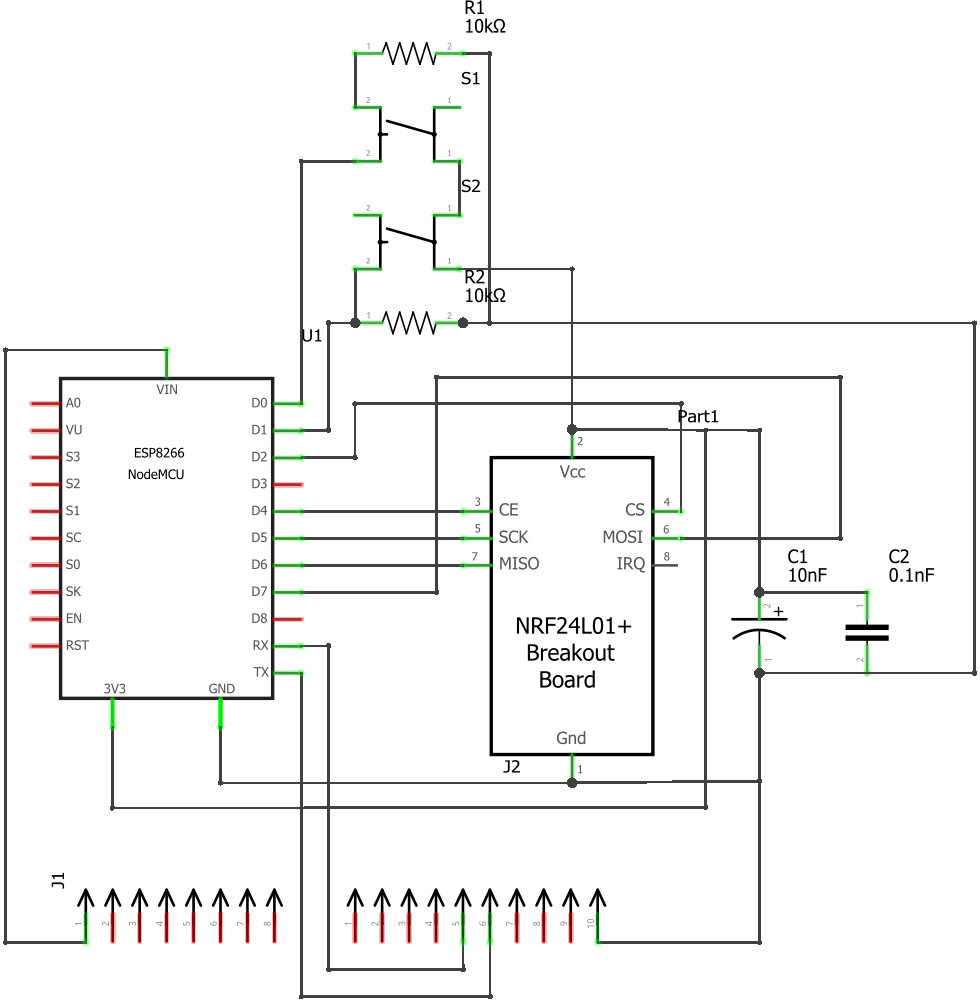 R1
10kΩ
1 2
S1
2 1
2 1
S2
2 1
2 1
R2
10kΩ
1 2
U1
VIN
A0 D0
VU D1
S3 D2
S2 D3
S1 D4
SC D5
S0 D6
SK D7
EN D8
RST RX
TX
3V3 GND
ESP8266
NodeMCU
Part1
2
Vcc
3 CE CS 4
5 SCK MOSI 6
7 MISO IRQ 8
NRF24L01+
Breakout
Board
Gnd
1
J2
C1
10nF
2 +
1
C2
0.1nF
1
2
J1
1 2 3 4 5 6 7 8
1 2 3 4 5 6 7 8 9 10